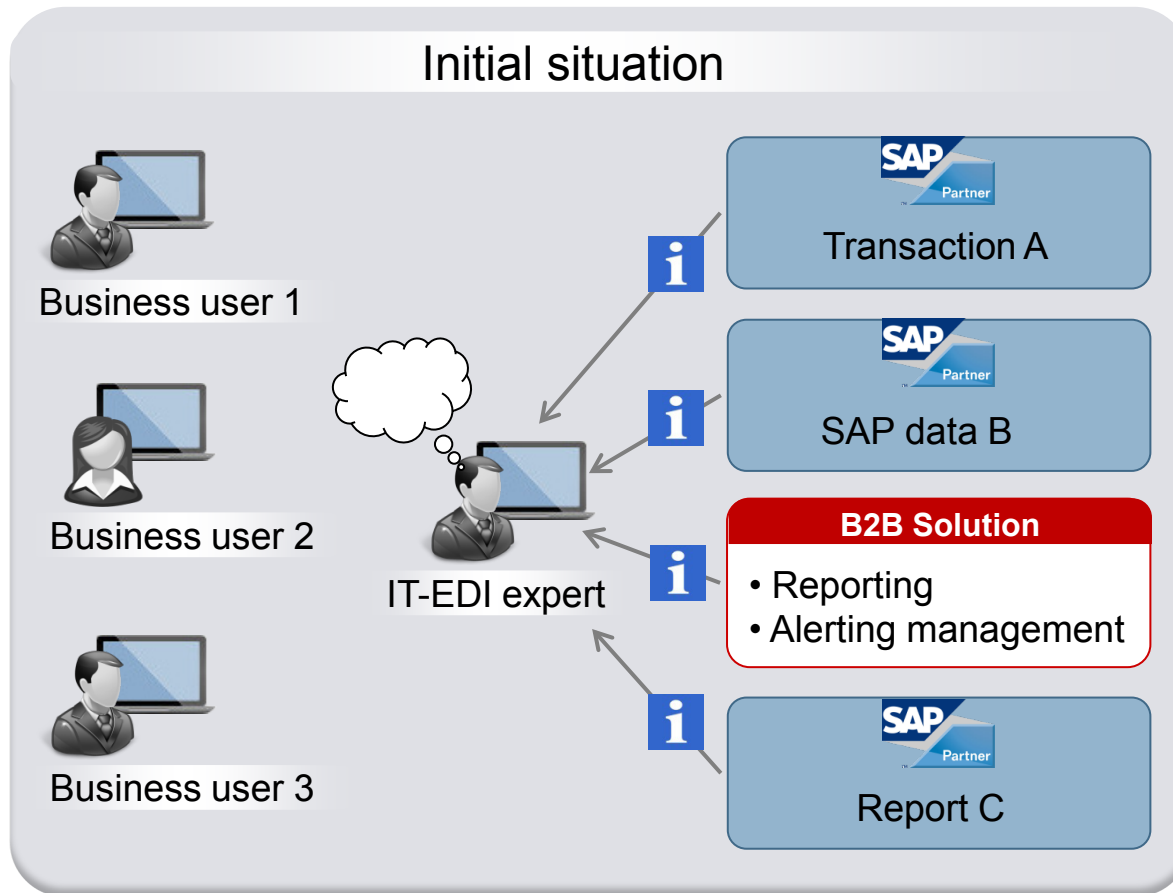 Initial situation
Business user 1
Business user 2
Business user 3
IT-EDI expert
i
i
i
i
SAP
Partner
Transaction A
SAP
Partner
SAP data B
B2B Solution
• Reporting
• Alerting management
SAP
Partner
Report C